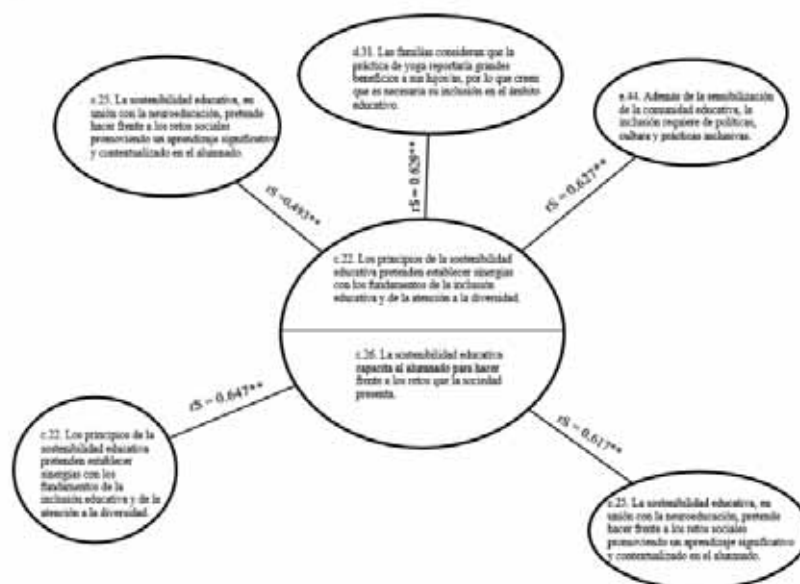 d.31. Las familias consideran que la
práctica de yoga reportaría grandes
beneficios a sus hijos/as, por lo que creen
que es necesaria su inclusión en el ámbito
educativo.
c.25. La sostenibilidad educativa, en
unión con la neuroeducación, pretende
hacer frente a los retos sociales
promoviendo un aprendizaje significativo
y contextualizado en el alumnado.
e.44. Además de la sensibilización
de la comunidad educativa, la
inclusión requiere de políticas,
cultura y prácticas inclusivas.
rS =0.493**
rS = 0.629**
rS = 0.627**
c.22. Los principios de la sostenibilidad
educativa pretenden establecer sinergias
con los fundamentos de la inclusión
educativa y de la atención a la diversidad.
c.26. La sostenibilidad educativa
capacita al alumnado para hacer
frente a los retos que la sociedad
presenta.
rS = 0.647**
rS = 0.617**
c.22. Los principios de la
sostenibilidad educativa
pretenden establecer
sinergias con los
fundamentos de la
inclusión educativa y de la
atención a la diversidad.
c.25. La sostenibilidad educativa, en
unión con la neuroeducación, pretende
hacer frente a los retos sociales
promoviendo un aprendizaje significativo
y contextualizado en el alumnado.